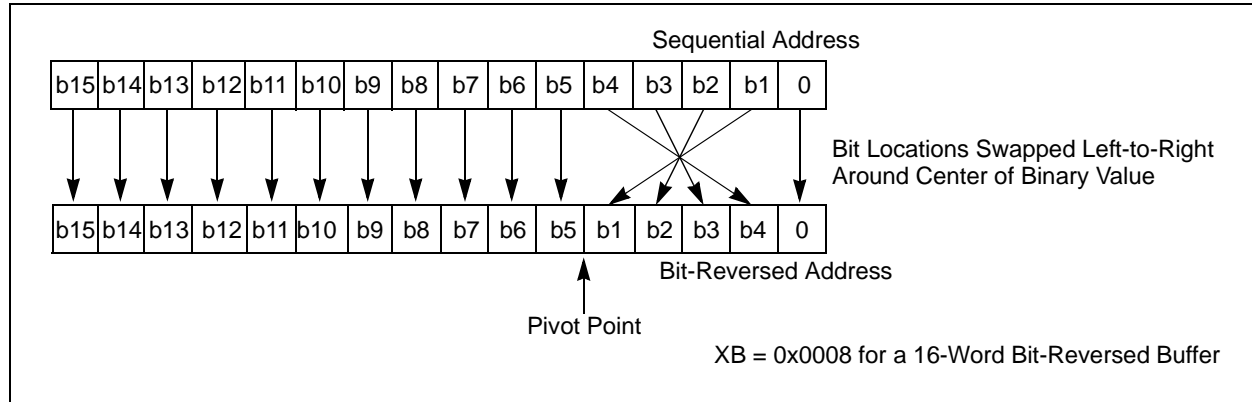 Sequential Address
b15 b14 b13 b12 b11 b10 b9 b8 b7 b6 b5 b4 b3 b2 b1 0
Bit Locations Swapped Left-to-Right
Around Center of Binary Value
b15 b14 b13 b12 b11 b10 b9 b8 b7 b6 b5 b1 b2 b3 b4 0
Bit-Reversed Address
Pivot Point
XB = 0x0008 for a 16-Word Bit-Reversed Buffer